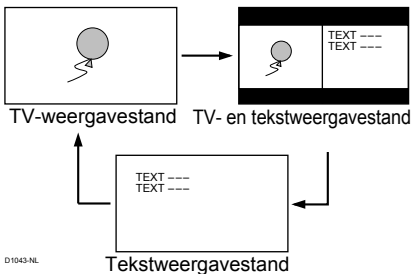 TEXT −−−
TEXT −−−
TV-weergavestand
TV- en tekstweergavestand
TEXT −−−
TEXT −−−
D1043-NL
Tekstweergavestand